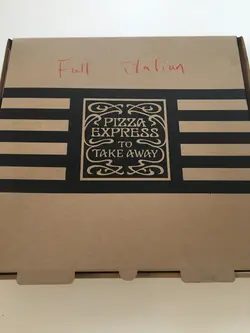 Full italian
PIZZA
EXPRESS
TO
TAKE AWAY